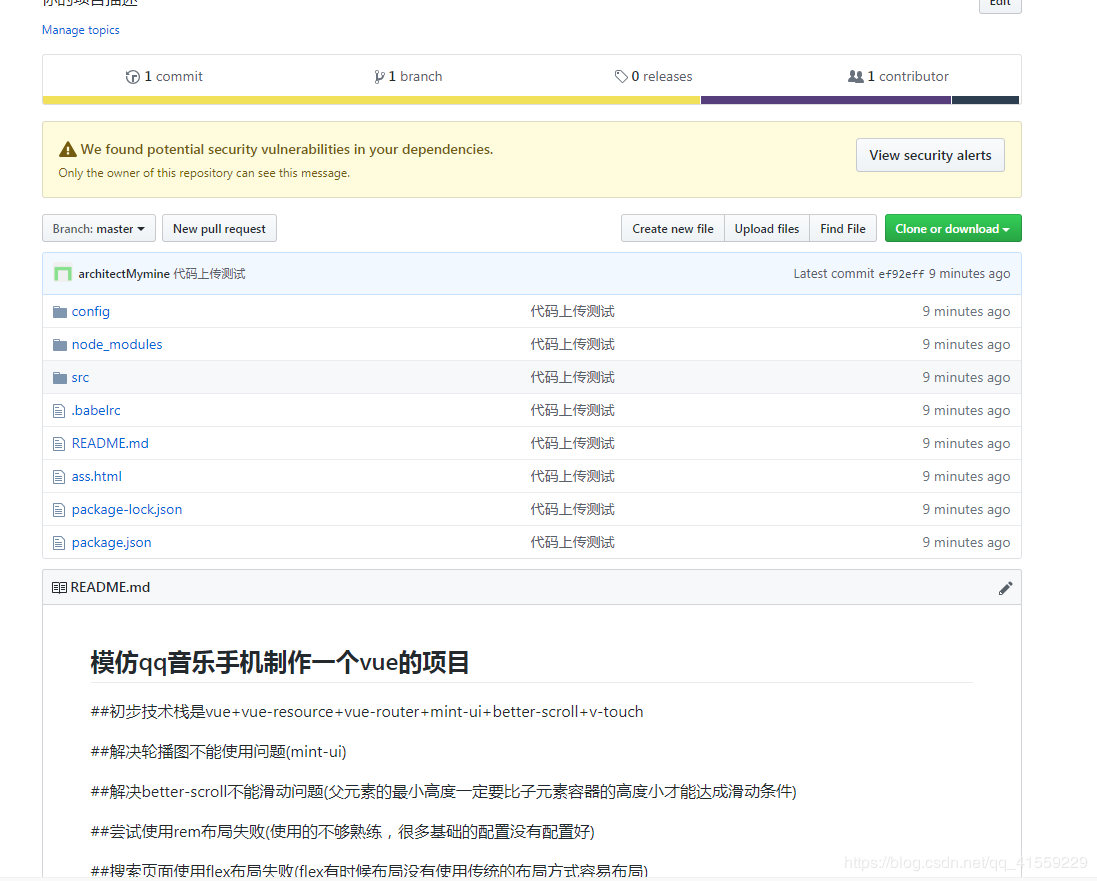 你的项目描述
Edit
Manage topics
1 commit 1 branch 0 releases 1 contributor
We found potential security vulnerabilities in your dependencies.
Only the owner of this repository can see this message.
View security alerts
Branch: master New pull request Create new file Upload files Find File Clone or download
architectMymine 代码上传测试 Latest commit ef92eff 9 minutes ago
config 代码上传测试 9 minutes ago
node_modules 代码上传测试 9 minutes ago
src 代码上传测试 9 minutes ago
.babelrc 代码上传测试 9 minutes ago
README.md 代码上传测试 9 minutes ago
ass.html 代码上传测试 9 minutes ago
package-lock.json 代码上传测试 9 minutes ago
package.json 代码上传测试 9 minutes ago
README.md
模仿qq音乐手机制作一个vue的项目
##初步技术栈是vue+vue-resource+vue-router+mint-ui+better-scroll+v-touch
##解决轮播图不能使用问题(mint-ui)
##解决better-scroll不能滑动问题(父元素的最小高度一定要比子元素容器的高度小才能达成滑动条件)
##尝试使用rem布局失败(使用的不够熟练，很多基础的配置没有配置好)
##搜索页面使用flex布局失败(flex有时候布局没有使用传统的布局方式容易布局)
https://blog.csdn.net/qq_41559229